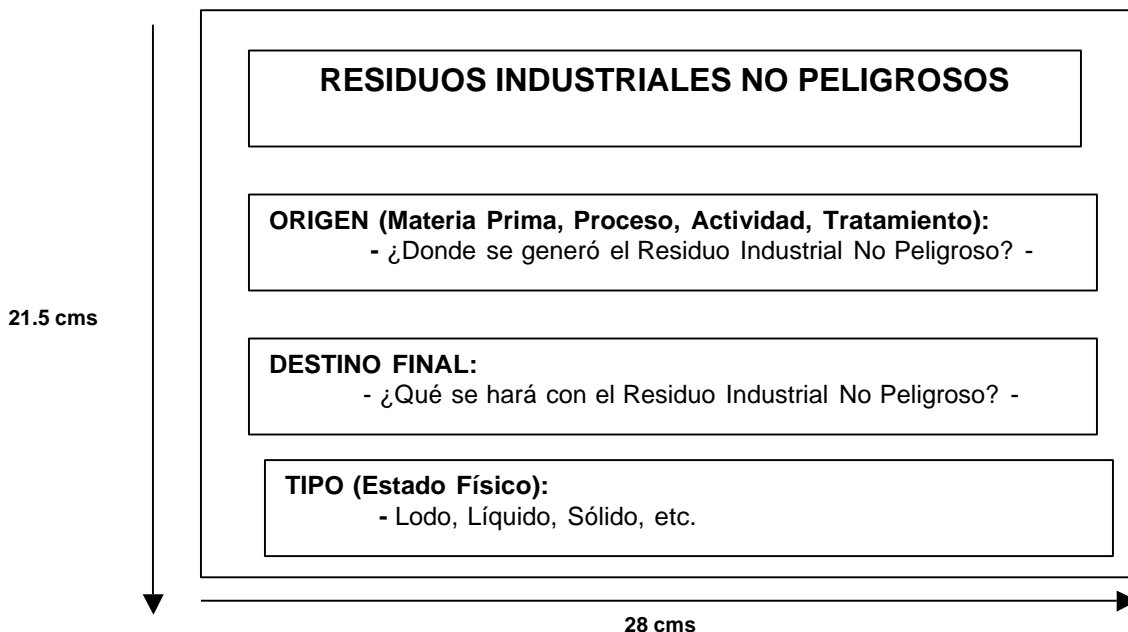 RESIDUOS INDUSTRIALES NO PELIGROSOS
ORIGEN (Materia Prima, Proceso, Actividad, Tratamiento):
- ¿Donde se generó el Residuo Industrial No Peligroso? -
21.5 cms
DESTINO FINAL:
- ¿Qué se hará con el Residuo Industrial No Peligroso? -
TIPO (Estado Físico):
- Lodo, Líquido, Sólido, etc.
28 cms